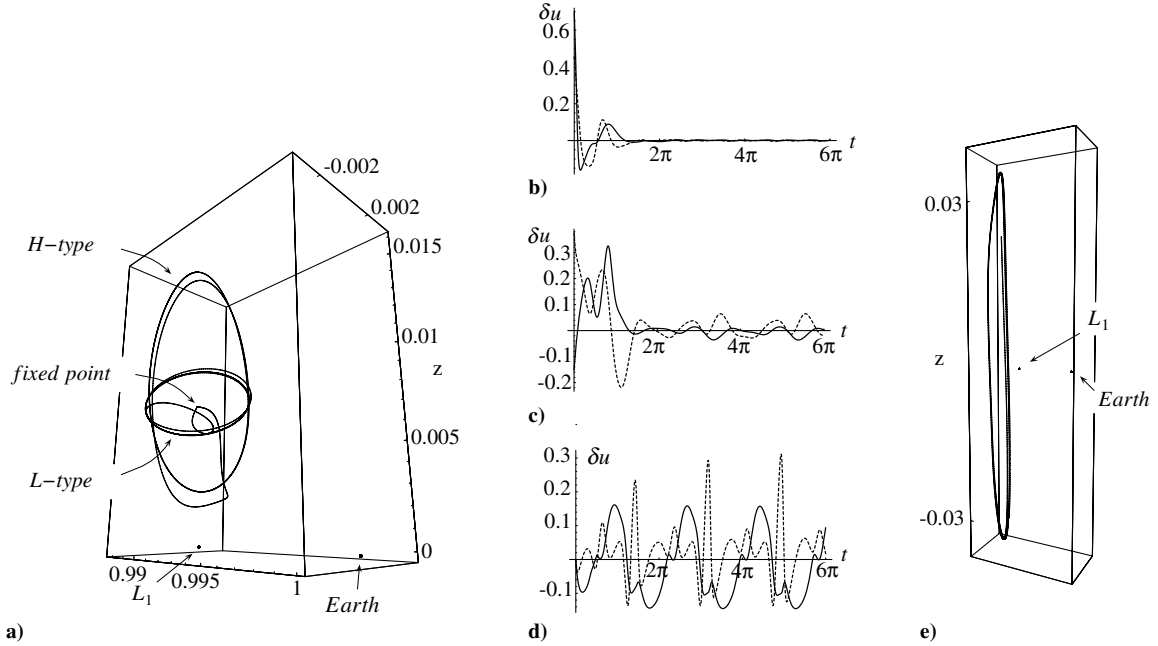 -0.002
0.002
0.015
H-type
0.01
z
fixed point
0.005
L-type
0
0.99
0.995
L1
1
Earth
a)
δu
0.6
0.4
0.2
2π
4π
6π
t
b)
δu
0.3
0.2
0.1
-0.1
-0.2
2π
4π
6π
t
c)
δu
0.3
0.2
0.1
-0.1
2π
4π
6π
t
d)
0.03
z
-0.03
L1
Earth
e)